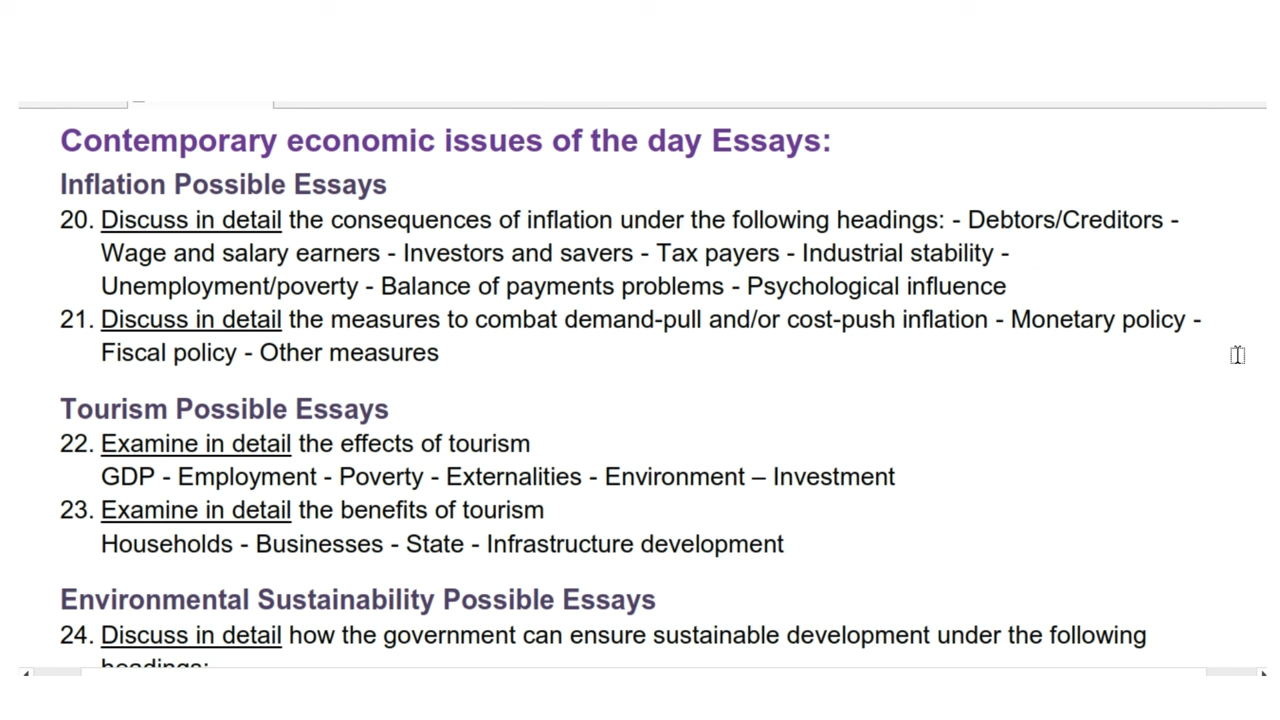 Contemporary economic issues of the day Essays:
Inflation Possible Essays
20. Discuss in detail the consequences of inflation under the following headings: - Debtors/Creditors -
Wage and salary earners - Investors and savers - Tax payers - Industrial stability -
Unemployment/poverty - Balance of payments problems - Psychological influence
21. Discuss in detail the measures to combat demand-pull and/or cost-push inflation - Monetary policy -
Fiscal policy - Other measures
Tourism Possible Essays
22. Examine in detail the effects of tourism
GDP - Employment - Poverty - Externalities - Environment – Investment
23. Examine in detail the benefits of tourism
Households - Businesses - State - Infrastructure development
Environmental Sustainability Possible Essays
24. Discuss in detail how the government can ensure sustainable development under the following
headings: